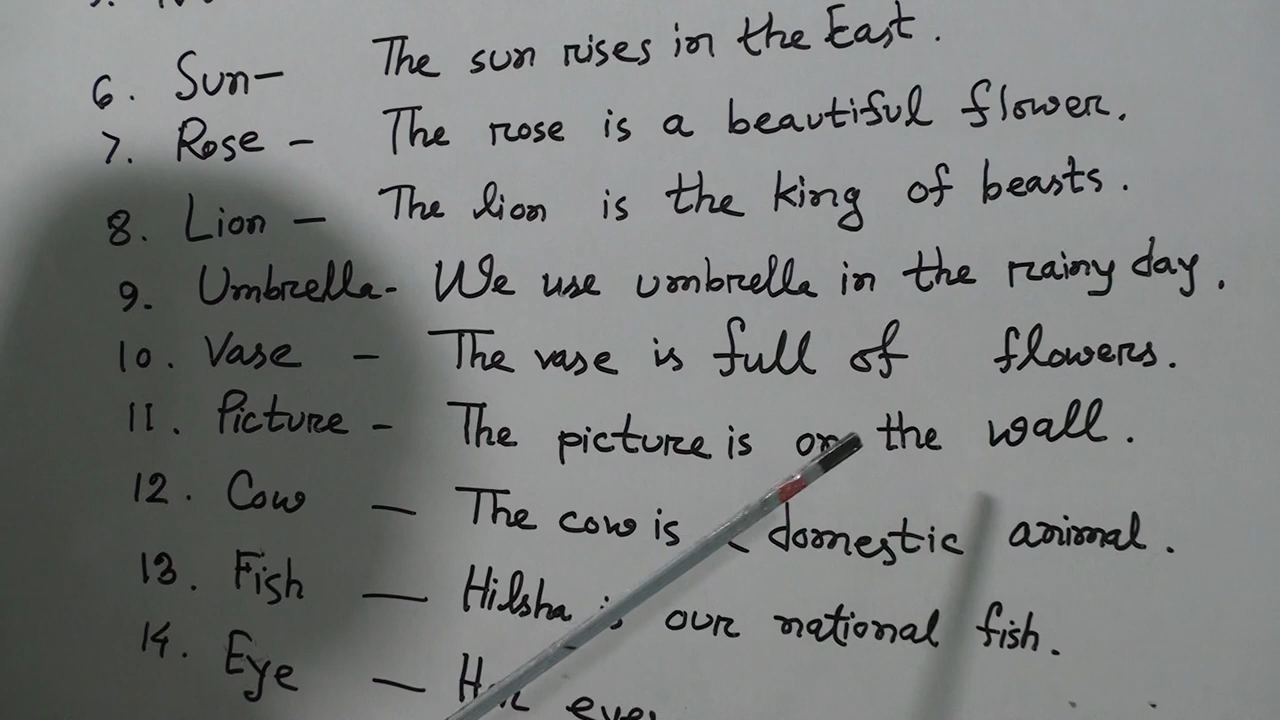 6. Sun- The sun rises in the East.
7. Rose - The rose is a beautiful flower.
8. Lion - The lion is the king of beasts.
9. Umbrella- We use umbrella in the rainy day.
10. Vase - The vase is full of flowers.
11. Picture - The picture is on the wall.
12. Cow - The cow is domestic animal.
13. Fish - Hilsha is our national fish.
14. Eye -